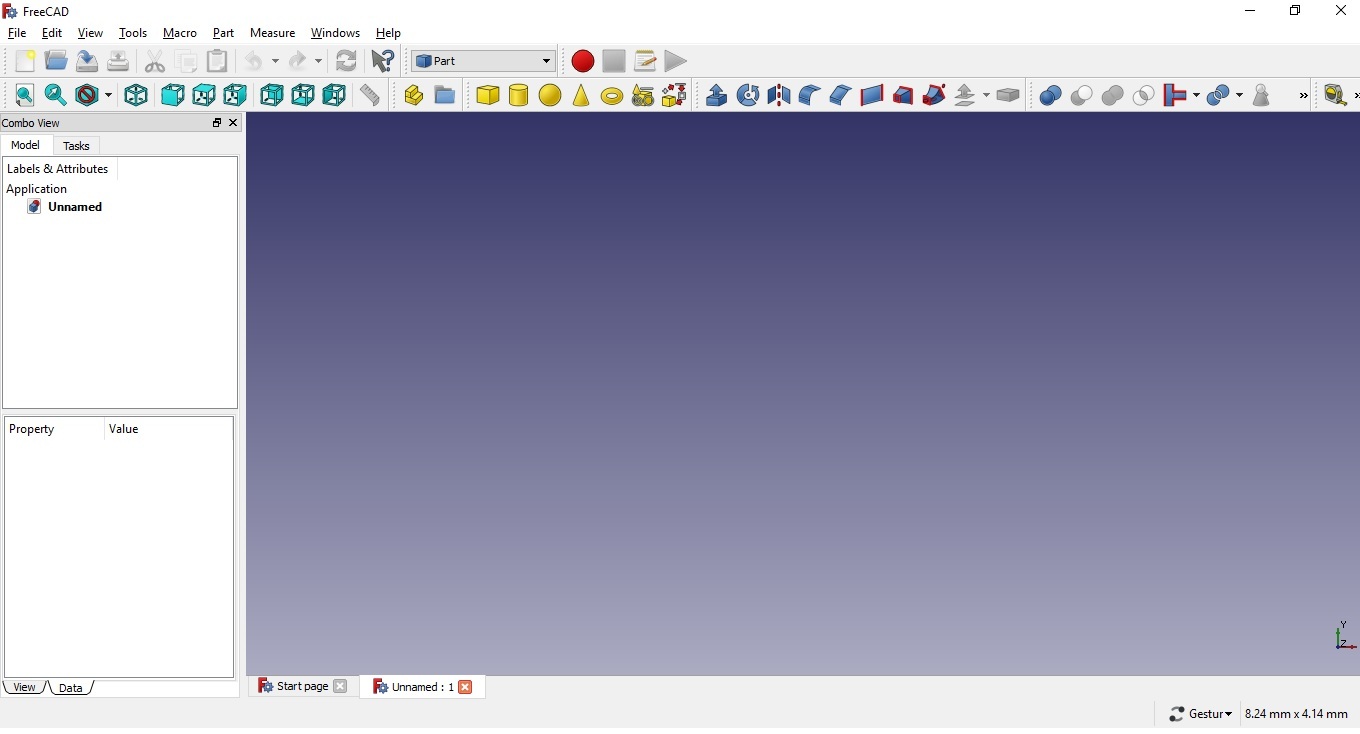 FreeCAD
File Edit View Tools Macro Part Measure Windows Help
Part
»
Combo View
Model Tasks
Labels & Attributes
Application
Unnamed
Property Value
View Data
Start page Unnamed : 1
Y
Z
Gestur 8.24 mm x 4.14 mm